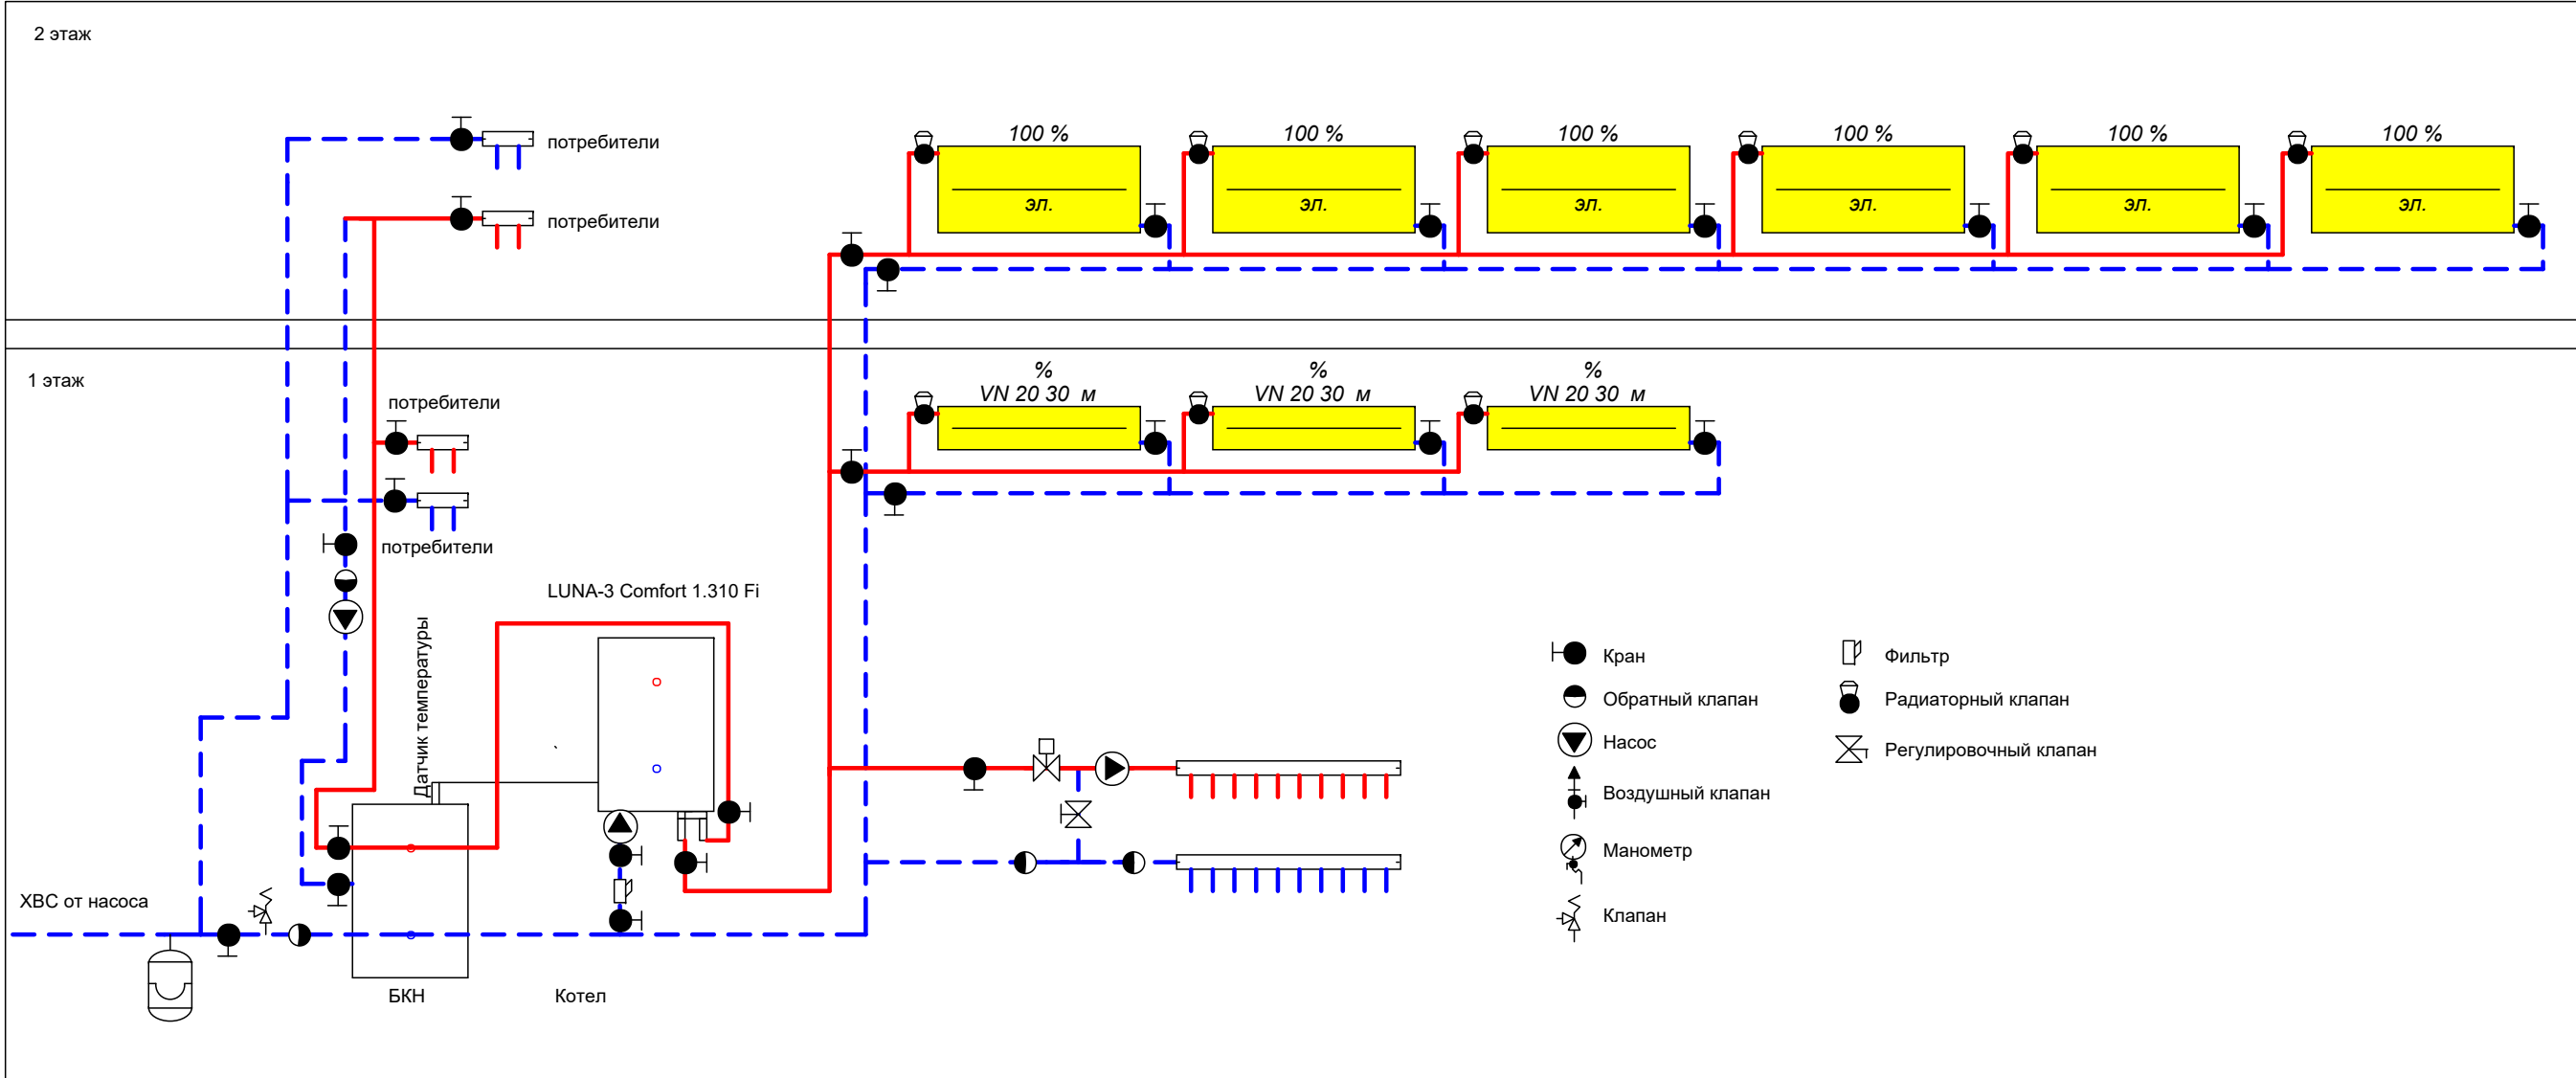 2 этаж
потребители
потребители
100 %
эл.
100 %
эл.
100 %
эл.
100 %
эл.
100 %
эл.
100 %
эл.
1 этаж
потребители
потребители
%
VN 20 30 м
%
VN 20 30 м
%
VN 20 30 м
LUNA-3 Comfort 1.310 Fi
Датчик температуры
ХВС от насоса
БКН
Котел
Кран
Обратный клапан
Насос
Воздушный клапан
Манометр
Клапан
Фильтр
Радиаторный клапан
Регулировочный клапан